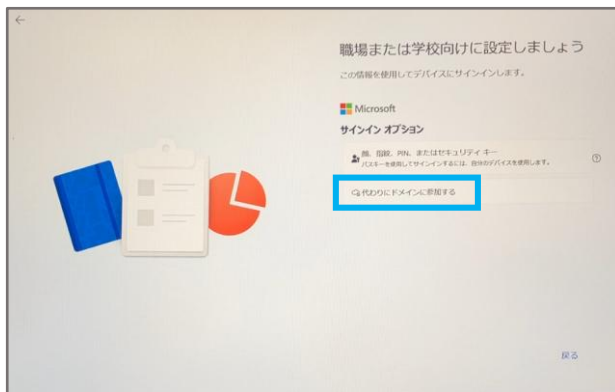 職場または学校向けに設定しましょう
この情報を使用してデバイスにサインインします。
Microsoft
サインイン オプション
顔、指紋、PIN、またはセキュリティ キー
パスキーを使用してサインインするには、自分のデバイスを使用します。
代わりにドメインに参加する
戻る